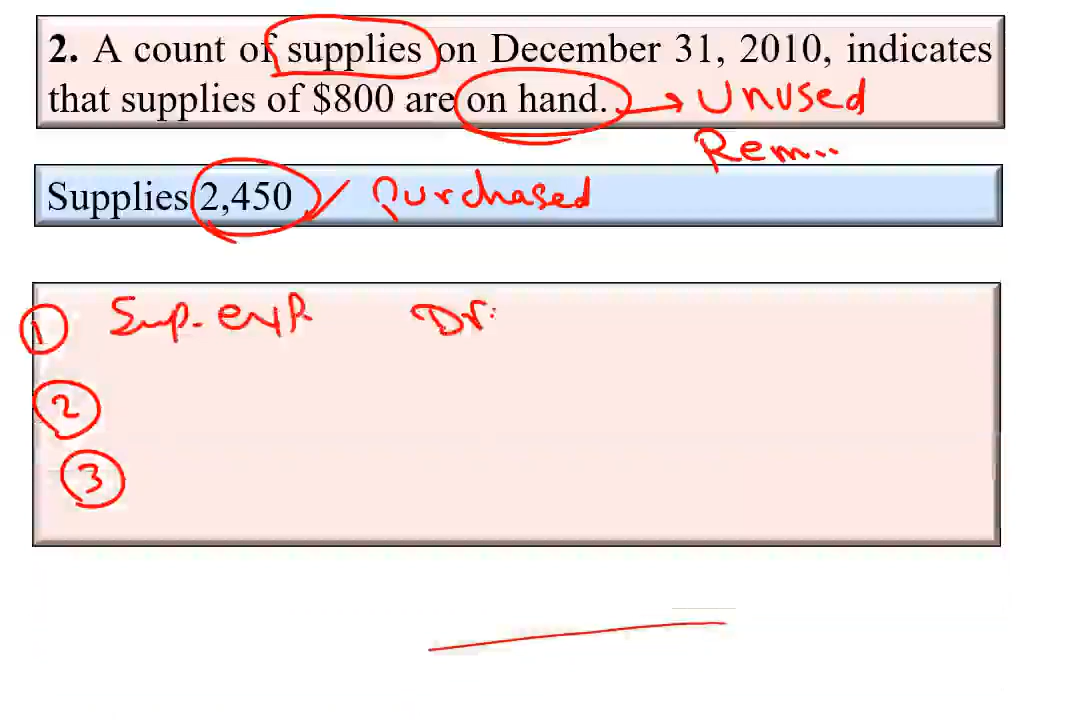 2. A count of supplies on December 31, 2010, indicates
that supplies of $800 are on hand. → Unused
Rem...
Supplies 2,450 Purchased
1 Sup. exp. Dr.
2
3